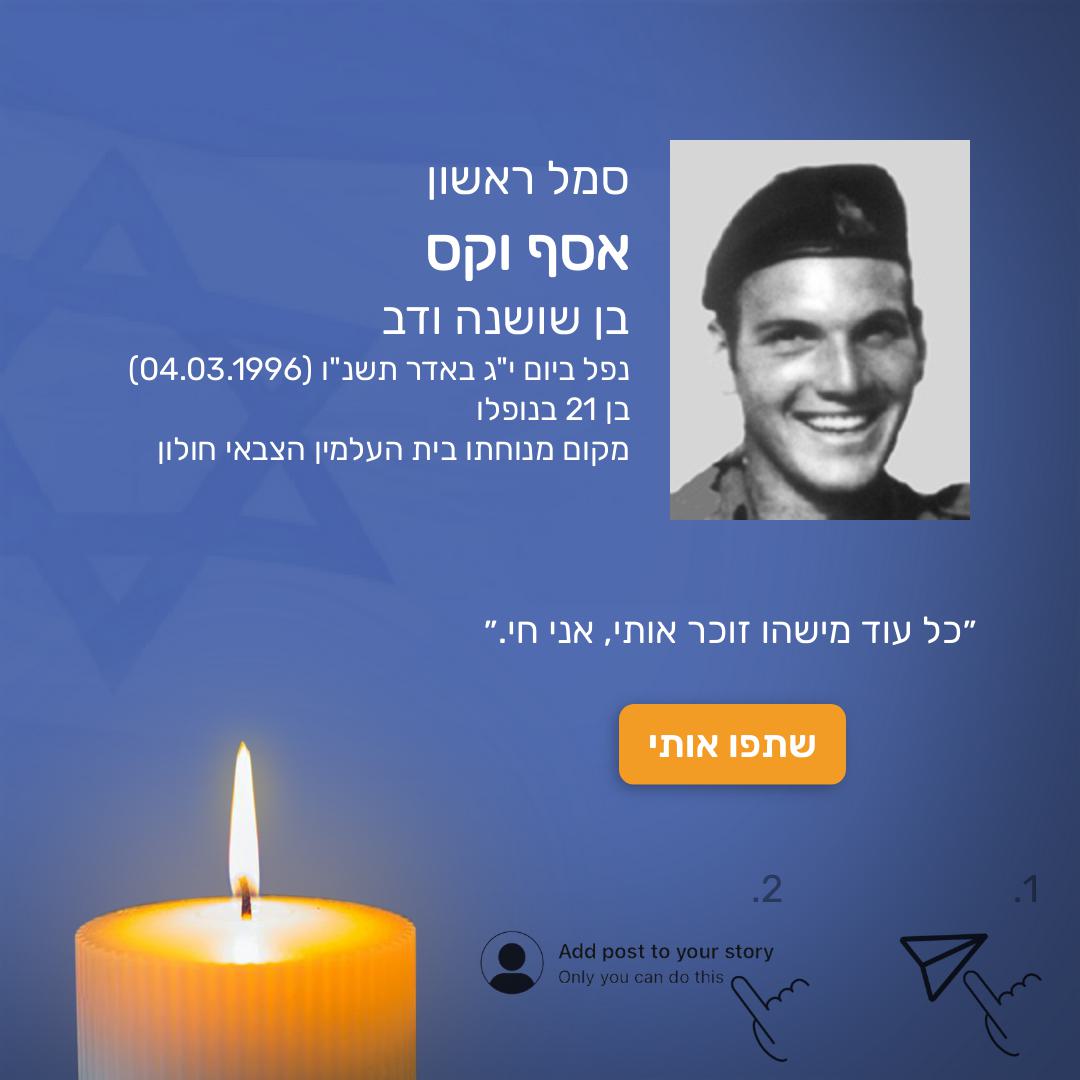 סמל ראשון
אסף וקס
בן שושנה ודב
נפל ביום י"ג באדר תשנ"ו (04.03.1996)
בן 21 בנופלו
מקום מנוחתו בית העלמין הצבאי חולון
״כל עוד מישהו זוכר אותי, אני חי.״
שתפו אותי
.1
.2
Add post to your story
Only you can do this